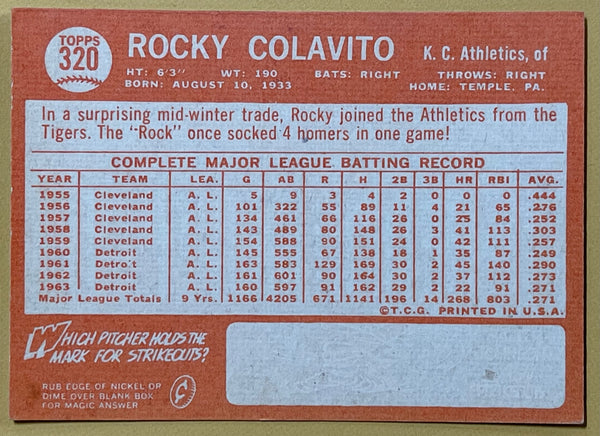 TOPPS
320
ROCKY COLAVITO K. C. Athletics, of
HT: 6'3" WT: 190 BATS: RIGHT THROWS: RIGHT
BORN: AUGUST 10, 1933 HOME: TEMPLE, PA.
In a surprising mid-winter trade, Rocky joined the Athletics from the
Tigers. The "Rock" once socked 4 homers in one game!
COMPLETE MAJOR LEAGUE BATTING RECORD
YEAR TEAM LEA. G AB R H 2B 3B HR RBI AVG.
1955 Cleveland A. L. 5 9 3 4 2 0 0 0 .444
1956 Cleveland A. L. 101 322 55 89 11 4 21 65 .276
1957 Cleveland A. L. 134 461 66 116 26 0 25 84 .252
1958 Cleveland A. L. 143 489 80 148 26 3 41 113 .303
1959 Cleveland A. L. 154 588 90 151 24 0 42 111 .257
1960 Detroit A. L. 145 555 67 138 18 1 35 87 .249
1961 Detroit A. L. 163 583 129 169 30 2 45 140 .290
1962 Detroit A. L. 161 601 90 164 30 2 37 112 .273
1963 Detroit A. L. 160 597 91 162 29 2 22 91 .271
Major League Totals 9 Yrs. 1166 4205 671 1141 196 14 268 803 .271
©T.C.G. PRINTED IN U.S.A.
WHICH PITCHER HOLDS THE
MARK FOR STRIKEOUTS?
RUB EDGE OF NICKEL OR
DIME OVER BLANK BOX
FOR MAGIC ANSWER